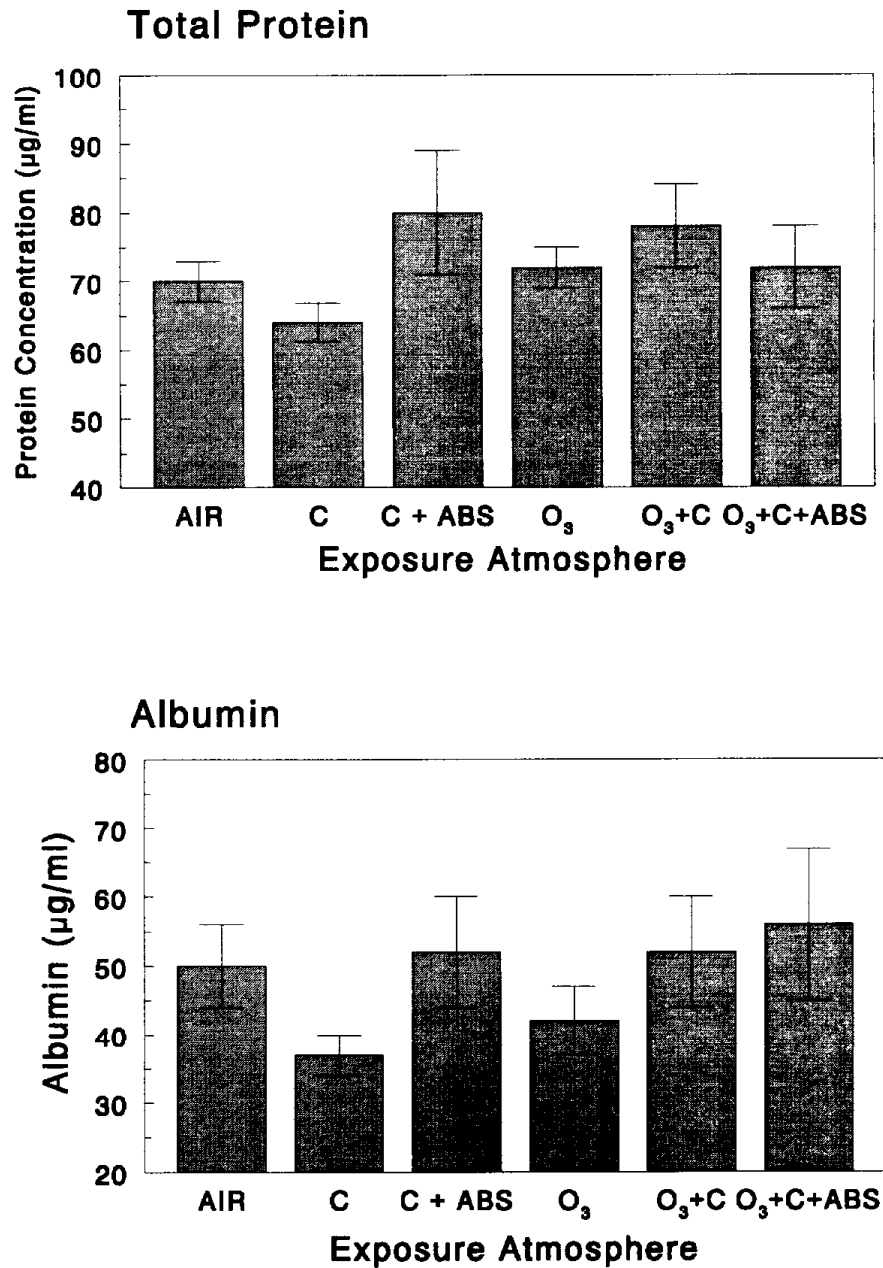 Total Protein
Protein Concentration (µg/ml)
100
90
80
70
60
50
40
AIR C C + ABS O₃ O₃+C O₃+C+ABS
Exposure Atmosphere
Albumin
Albumin (µg/ml)
80
70
60
50
40
30
20
AIR C C + ABS O₃ O₃+C O₃+C+ABS
Exposure Atmosphere